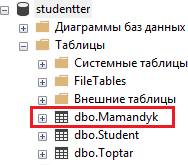 studentter
Диаграммы баз данных
Таблицы
Системные таблицы
FileTables
Внешние таблицы
dbo.Mamandyk
dbo.Student
dbo.Toptar